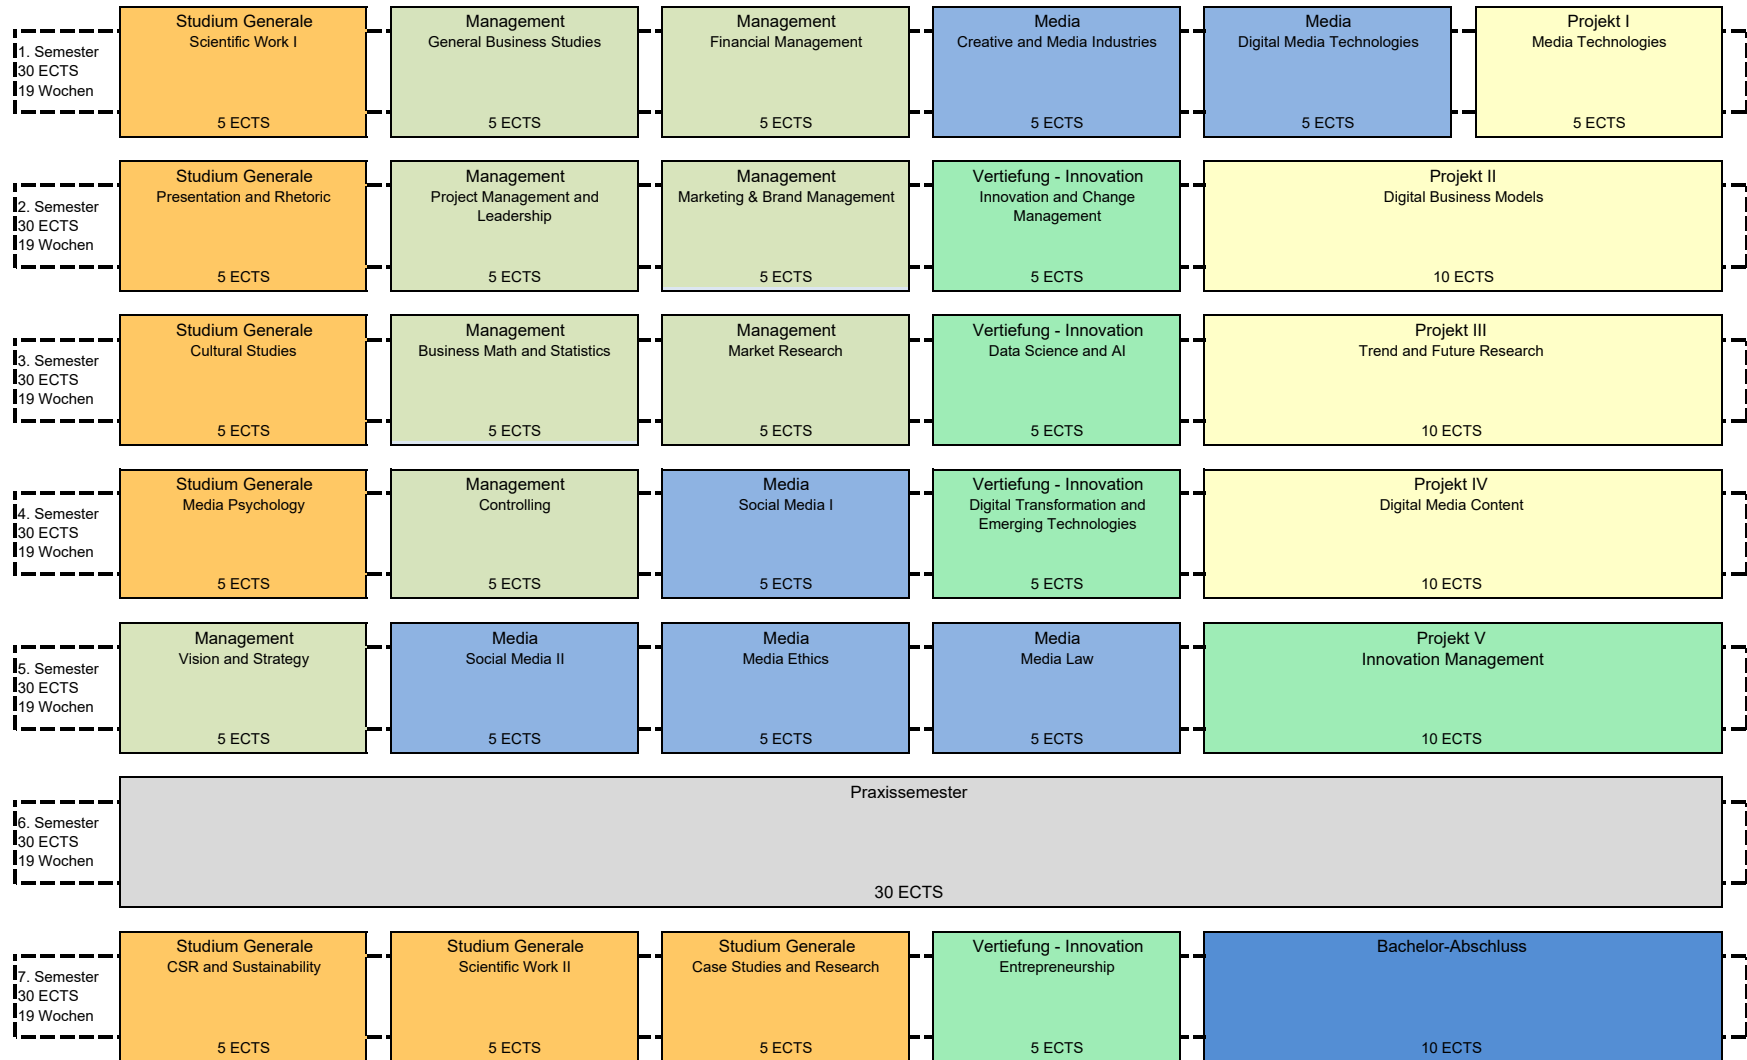 1. Semester
30 ECTS
19 Wochen
Studium Generale
Scientific Work I
5 ECTS
Management
General Business Studies
5 ECTS
Management
Financial Management
5 ECTS
Media
Creative and Media Industries
5 ECTS
Media
Digital Media Technologies
5 ECTS
Projekt I
Media Technologies
5 ECTS
2. Semester
30 ECTS
19 Wochen
Studium Generale
Presentation and Rhetoric
5 ECTS
Management
Project Management and
Leadership
5 ECTS
Management
Marketing & Brand Management
5 ECTS
Vertiefung - Innovation
Innovation and Change
Management
5 ECTS
Projekt II
Digital Business Models
10 ECTS
3. Semester
30 ECTS
19 Wochen
Studium Generale
Cultural Studies
5 ECTS
Management
Business Math and Statistics
5 ECTS
Management
Market Research
5 ECTS
Vertiefung - Innovation
Data Science and AI
5 ECTS
Projekt III
Trend and Future Research
10 ECTS
4. Semester
30 ECTS
19 Wochen
Studium Generale
Media Psychology
5 ECTS
Management
Controlling
5 ECTS
Media
Social Media I
5 ECTS
Vertiefung - Innovation
Digital Transformation and
Emerging Technologies
5 ECTS
Projekt IV
Digital Media Content
10 ECTS
5. Semester
30 ECTS
19 Wochen
Management
Vision and Strategy
5 ECTS
Media
Social Media II
5 ECTS
Media
Media Ethics
5 ECTS
Media
Media Law
5 ECTS
Projekt V
Innovation Management
10 ECTS
6. Semester
30 ECTS
19 Wochen
Praxissemester
30 ECTS
7. Semester
30 ECTS
19 Wochen
Studium Generale
CSR and Sustainability
5 ECTS
Studium Generale
Scientific Work II
5 ECTS
Studium Generale
Case Studies and Research
5 ECTS
Vertiefung - Innovation
Entrepreneurship
5 ECTS
Bachelor-Abschluss
10 ECTS